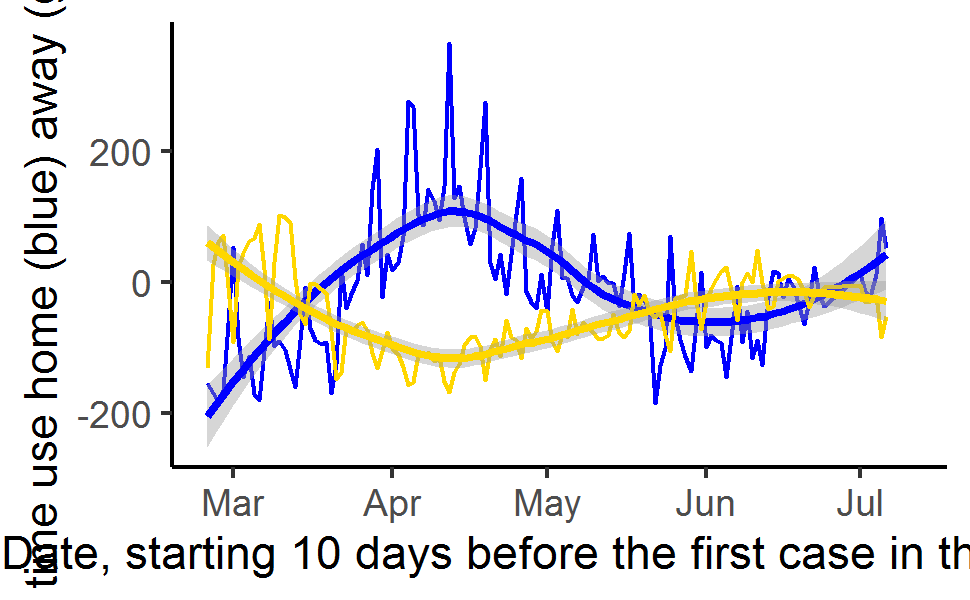 time use home (blue) away (
200
0
-200
Mar Apr May Jun Jul
Date, starting 10 days before the first case in th